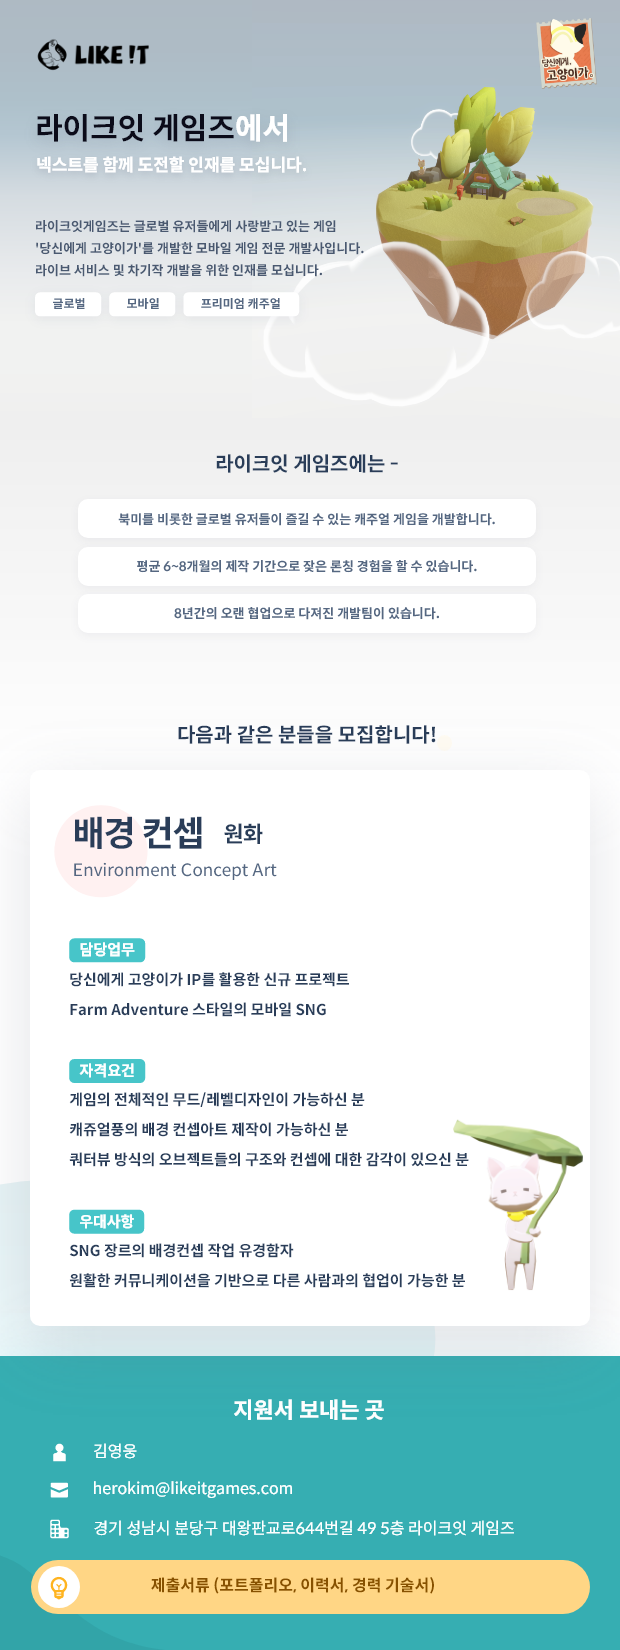 LIKE !T
당신에게,
고양이가。
라이크잇 게임즈에서
넥스트를 함께 도전할 인재를 모십니다.
라이크잇게임즈는 글로벌 유저들에게 사랑받고 있는 게임
'당신에게 고양이가'를 개발한 모바일 게임 전문 개발사입니다.
라이브 서비스 및 차기작 개발을 위한 인재를 모십니다.
글로벌 모바일 프리미엄 캐주얼
라이크잇 게임즈에는 -
북미를 비롯한 글로벌 유저들이 즐길 수 있는 캐주얼 게임을 개발합니다.
평균 6~8개월의 제작 기간으로 잦은 론칭 경험을 할 수 있습니다.
8년간의 오랜 협업으로 다져진 개발팀이 있습니다.
다음과 같은 분들을 모집합니다!
배경 컨셉 원화
Environment Concept Art
담당업무
당신에게 고양이가 IP를 활용한 신규 프로젝트
Farm Adventure 스타일의 모바일 SNG
자격요건
게임의 전체적인 무드/레벨디자인이 가능하신 분
캐쥬얼풍의 배경 컨셉아트 제작이 가능하신 분
쿼터뷰 방식의 오브젝트들의 구조와 컨셉에 대한 감각이 있으신 분
우대사항
SNG 장르의 배경컨셉 작업 유경함자
원활한 커뮤니케이션을 기반으로 다른 사람과의 협업이 가능한 분
지원서 보내는 곳
김영웅
herokim@likeitgames.com
경기 성남시 분당구 대왕판교로644번길 49 5층 라이크잇 게임즈
제출서류 (포트폴리오, 이력서, 경력 기술서)